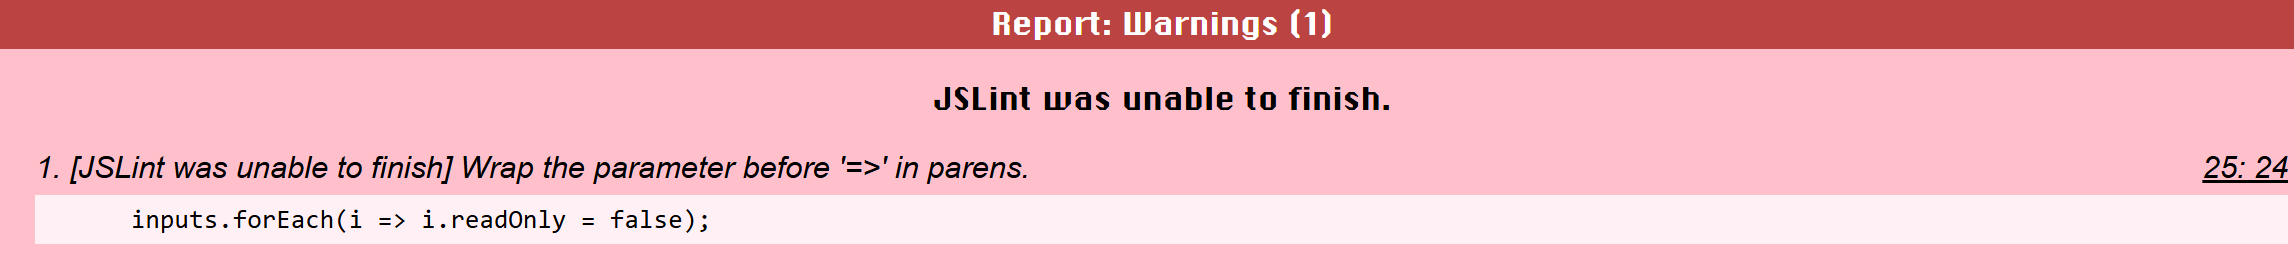 Report: Warnings (1)
JSLint was unable to finish.
1. [JSLint was unable to finish] Wrap the parameter before '=>' in parens. 25: 24
inputs.forEach(i => i.readOnly = false);